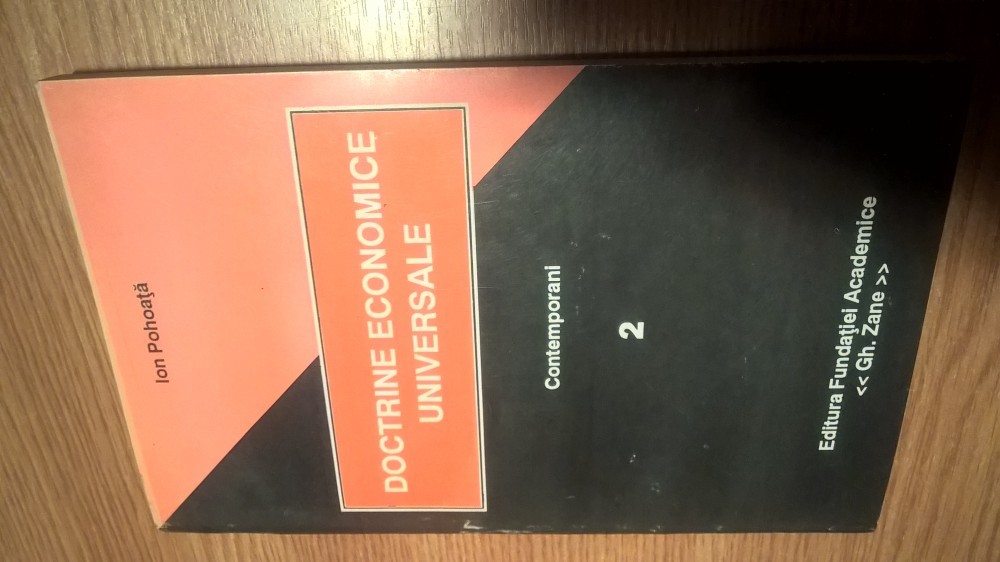 Ion Pohoaţă
DOCTRINE ECONOMICE
UNIVERSALE
Contemporani
2
Editura Fundaţiei Academice
<< Gh. Zane >>